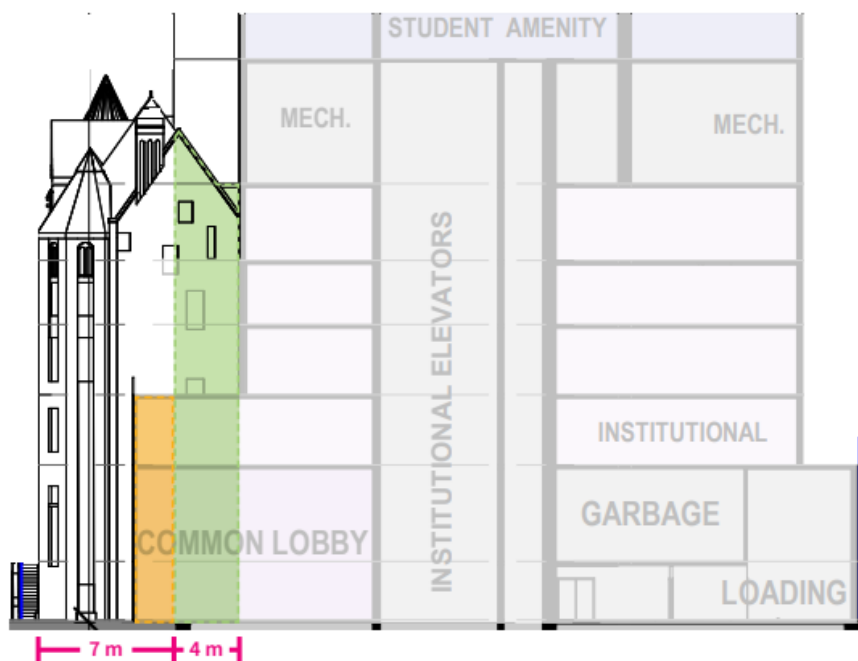 STUDENT AMENITY
MECH.
MECH.
INSTITUTIONAL ELEVATORS
INSTITUTIONAL
GARBAGE
COMMON LOBBY
LOADING
7 m
4 m